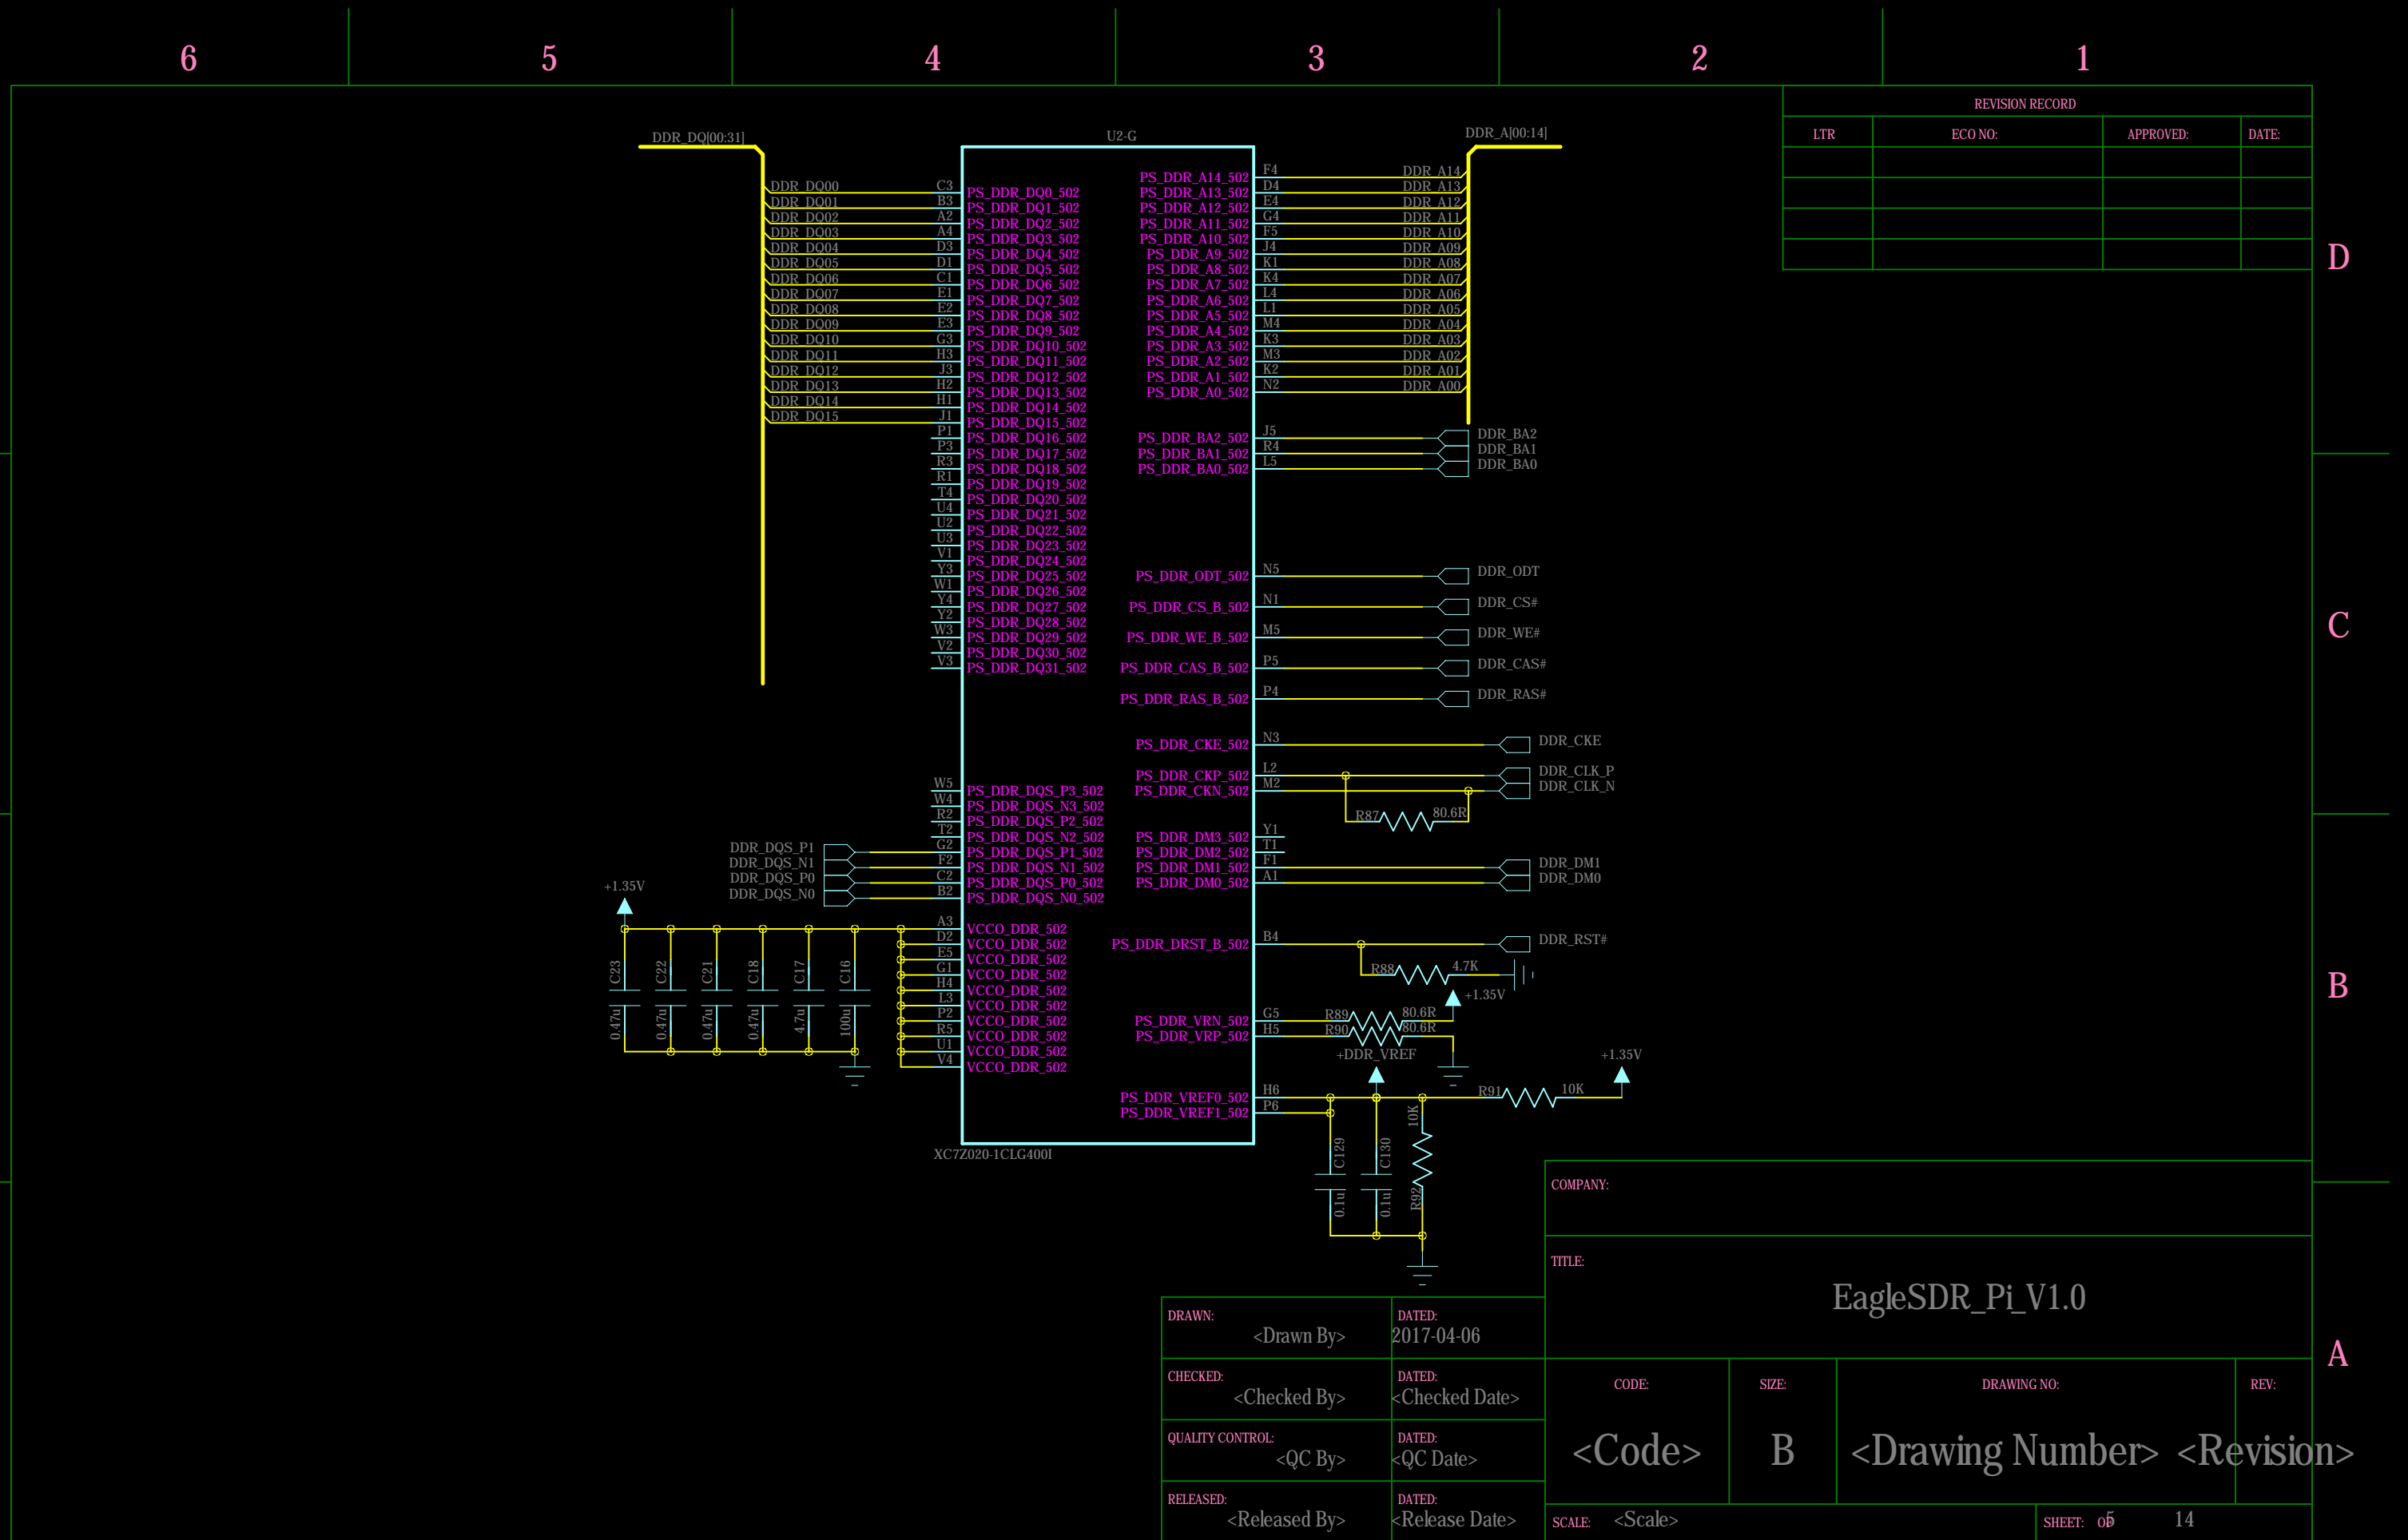 6 5 4 3 2 1
REVISION RECORD
LTR ECO NO: APPROVED: DATE:
D
C
B
A
DDR_DQ[00:31]
U2-G
DDR_A[00:14]
DDR_DQ00 C3 PS_DDR_DQ0_502
DDR_DQ01 B3 PS_DDR_DQ1_502
DDR_DQ02 A2 PS_DDR_DQ2_502
DDR_DQ03 A4 PS_DDR_DQ3_502
DDR_DQ04 D3 PS_DDR_DQ4_502
DDR_DQ05 D1 PS_DDR_DQ5_502
DDR_DQ06 C1 PS_DDR_DQ6_502
DDR_DQ07 E1 PS_DDR_DQ7_502
DDR_DQ08 E2 PS_DDR_DQ8_502
DDR_DQ09 E3 PS_DDR_DQ9_502
DDR_DQ10 G3 PS_DDR_DQ10_502
DDR_DQ11 H3 PS_DDR_DQ11_502
DDR_DQ12 J3 PS_DDR_DQ12_502
DDR_DQ13 H2 PS_DDR_DQ13_502
DDR_DQ14 H1 PS_DDR_DQ14_502
DDR_DQ15 J1 PS_DDR_DQ15_502
P1 PS_DDR_DQ16_502
P3 PS_DDR_DQ17_502
R3 PS_DDR_DQ18_502
R1 PS_DDR_DQ19_502
T4 PS_DDR_DQ20_502
U4 PS_DDR_DQ21_502
U2 PS_DDR_DQ22_502
U3 PS_DDR_DQ23_502
V1 PS_DDR_DQ24_502
Y3 PS_DDR_DQ25_502
W1 PS_DDR_DQ26_502
Y4 PS_DDR_DQ27_502
Y2 PS_DDR_DQ28_502
W3 PS_DDR_DQ29_502
V2 PS_DDR_DQ30_502
V3 PS_DDR_DQ31_502
W5 PS_DDR_DQS_P3_502
W4 PS_DDR_DQS_N3_502
R2 PS_DDR_DQS_P2_502
T2 PS_DDR_DQS_N2_502
DDR_DQS_P1 G2 PS_DDR_DQS_P1_502
DDR_DQS_N1 F2 PS_DDR_DQS_N1_502
DDR_DQS_P0 C2 PS_DDR_DQS_P0_502
DDR_DQS_N0 B2 PS_DDR_DQS_N0_502
+1.35V
A3 VCCO_DDR_502
D2 VCCO_DDR_502
E5 VCCO_DDR_502
G1 VCCO_DDR_502
H4 VCCO_DDR_502
L3 VCCO_DDR_502
P2 VCCO_DDR_502
R5 VCCO_DDR_502
U1 VCCO_DDR_502
V4 VCCO_DDR_502
C23 C22 C21 C18 C17 C16
0.47u 0.47u 0.47u 0.47u 4.7u 100u
PS_DDR_A14_502 F4 DDR_A14
PS_DDR_A13_502 D4 DDR_A13
PS_DDR_A12_502 E4 DDR_A12
PS_DDR_A11_502 G4 DDR_A11
PS_DDR_A10_502 F5 DDR_A10
PS_DDR_A9_502 J4 DDR_A09
PS_DDR_A8_502 K1 DDR_A08
PS_DDR_A7_502 K4 DDR_A07
PS_DDR_A6_502 L4 DDR_A06
PS_DDR_A5_502 L1 DDR_A05
PS_DDR_A4_502 M4 DDR_A04
PS_DDR_A3_502 K3 DDR_A03
PS_DDR_A2_502 M3 DDR_A02
PS_DDR_A1_502 K2 DDR_A01
PS_DDR_A0_502 N2 DDR_A00
PS_DDR_BA2_502 J5 DDR_BA2
PS_DDR_BA1_502 R4 DDR_BA1
PS_DDR_BA0_502 L5 DDR_BA0
PS_DDR_ODT_502 N5 DDR_ODT
PS_DDR_CS_B_502 N1 DDR_CS#
PS_DDR_WE_B_502 M5 DDR_WE#
PS_DDR_CAS_B_502 P5 DDR_CAS#
PS_DDR_RAS_B_502 P4 DDR_RAS#
PS_DDR_CKE_502 N3 DDR_CKE
PS_DDR_CKP_502 L2 DDR_CLK_P
PS_DDR_CKN_502 M2 DDR_CLK_N
R87 80.6R
PS_DDR_DM3_502 Y1
PS_DDR_DM2_502 T1
PS_DDR_DM1_502 F1 DDR_DM1
PS_DDR_DM0_502 A1 DDR_DM0
PS_DDR_DRST_B_502 B4 DDR_RST#
R88 4.7K
+1.35V
PS_DDR_VRN_502 G5 R89 80.6R
PS_DDR_VRP_502 H5 R90 80.6R
+DDR_VREF +1.35V
PS_DDR_VREF0_502 H6 R91 10K
PS_DDR_VREF1_502 P6
C129 C130 10K
0.1u 0.1u R92
XC7Z020-1CLG400I
COMPANY:
TITLE:
EagleSDR_Pi_V1.0
DRAWN: DATED:
<Drawn By> 2017-04-06
CHECKED: DATED:
<Checked By> <Checked Date>
QUALITY CONTROL: DATED:
<QC By> <QC Date>
RELEASED: DATED:
<Released By> <Release Date>
CODE: SIZE: DRAWING NO: REV:
<Code> B <Drawing Number> <Revision>
SCALE: <Scale> SHEET: 5 OF 14